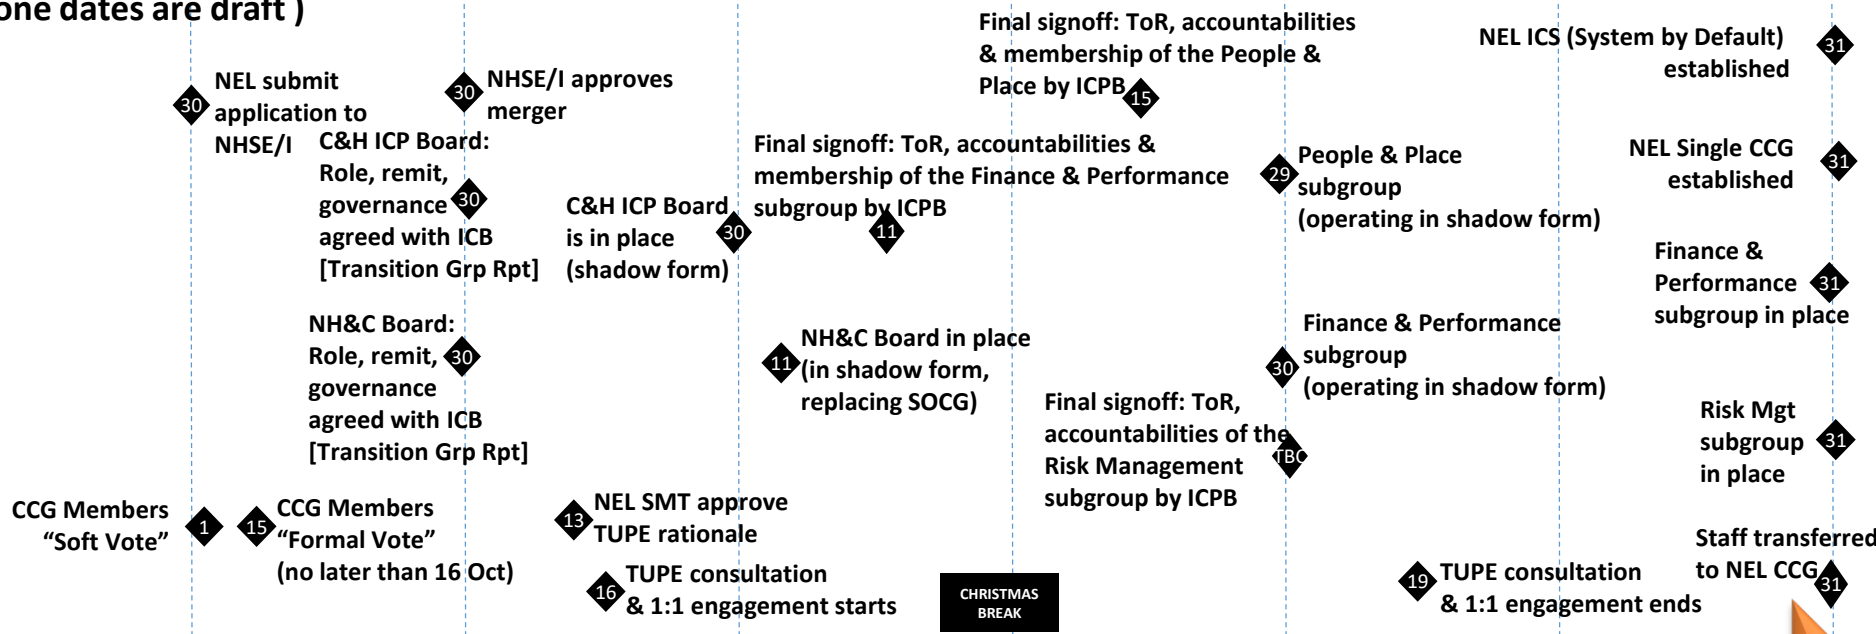 one dates are draft )
Final signoff: ToR, accountabilities
& membership of the People &
Place by ICPB
15
NEL ICS (System by Default)
established
31
30
NEL submit
application to
NHSE/I
30
NHSE/I approves
merger
C&H ICP Board:
Role, remit,
governance
agreed with ICB
[Transition Grp Rpt]
30
Final signoff: ToR, accountabilities &
membership of the Finance & Performance
subgroup by ICPB
11
C&H ICP Board
is in place
(shadow form)
30
29
People & Place
subgroup
(operating in shadow form)
NEL Single CCG
established
31
Finance &
Performance
subgroup in place
31
NH&C Board:
Role, remit,
governance
agreed with ICB
[Transition Grp Rpt]
30
11
NH&C Board in place
(in shadow form,
replacing SOCG)
30
Finance & Performance
subgroup
(operating in shadow form)
Final signoff: ToR,
accountabilities of the
Risk Management
subgroup by ICPB
TBC
Risk Mgt
subgroup
in place
31
CCG Members
“Soft Vote”
1
15
CCG Members
“Formal Vote”
(no later than 16 Oct)
13
NEL SMT approve
TUPE rationale
16
TUPE consultation
& 1:1 engagement starts
CHRISTMAS
BREAK
19
TUPE consultation
& 1:1 engagement ends
Staff transferred
to NEL CCG
31